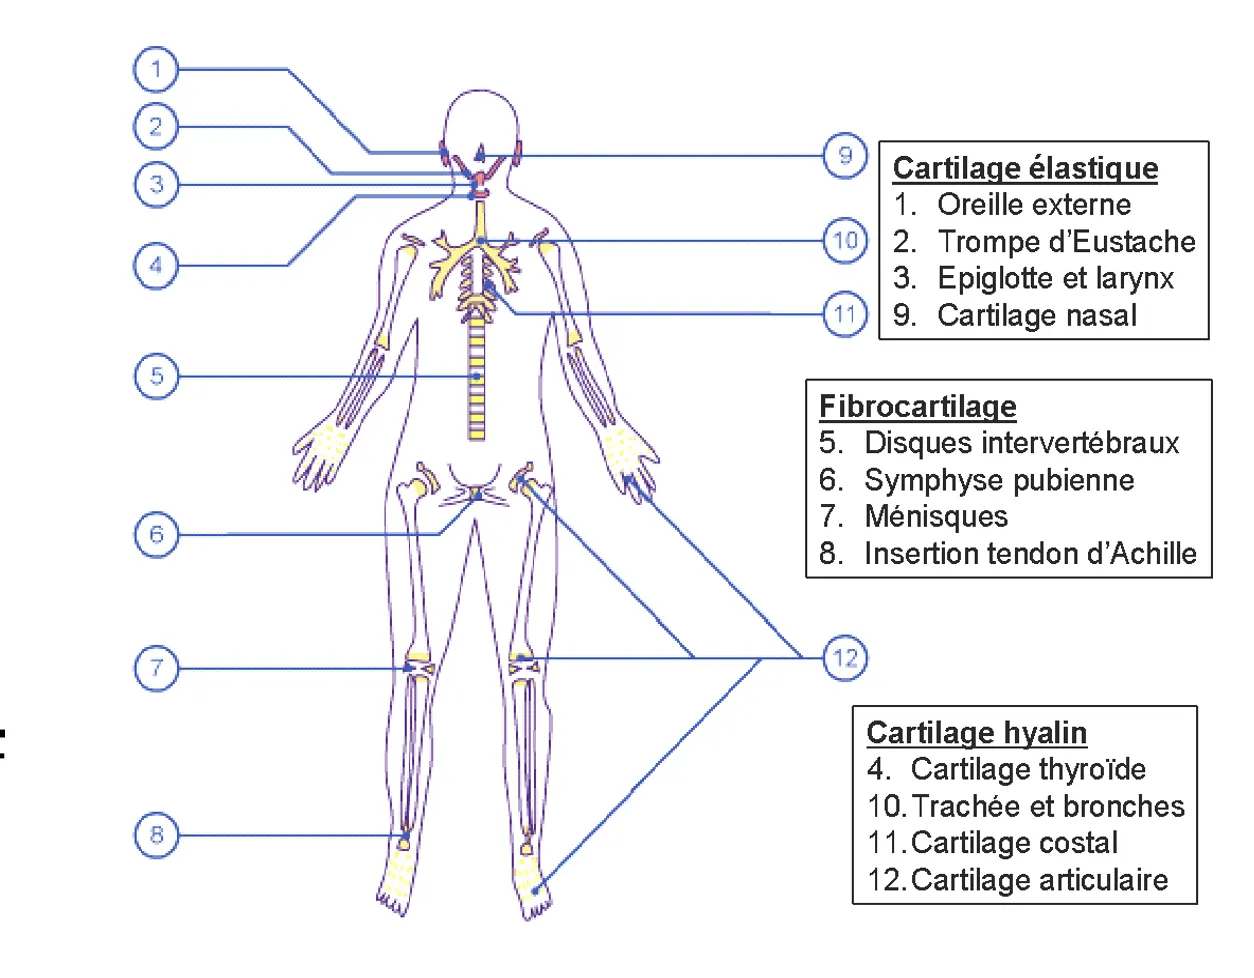 1
2
3
4
5
6
7
8
9
10
11
12
Cartilage élastique
1. Oreille externe
2. Trompe d'Eustache
3. Epiglotte et larynx
9. Cartilage nasal
Fibrocartilage
5. Disques intervertébraux
6. Symphyse pubienne
7. Ménisques
8. Insertion tendon d'Achille
Cartilage hyalin
4. Cartilage thyroïde
10. Trachée et bronches
11. Cartilage costal
12. Cartilage articulaire